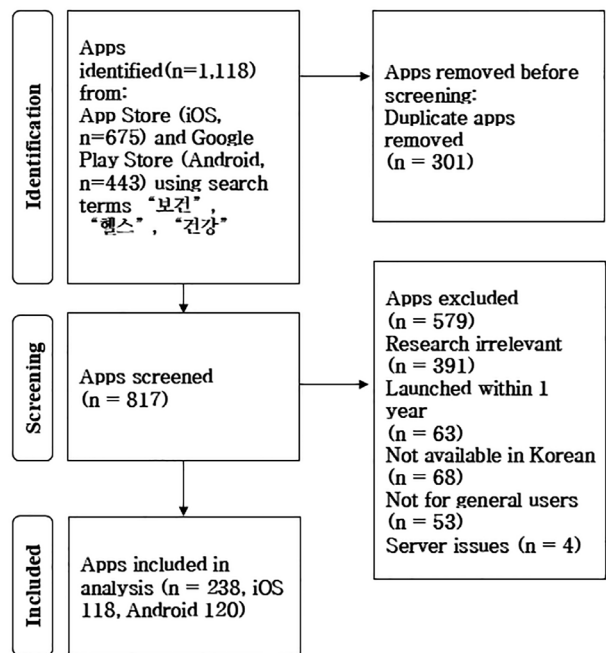 Identification
Apps
identified(n=1,118)
from:
App Store (iOS,
n=675) and Google
Play Store (Android,
n=443) using search
terms “보건”,
“헬스”, “건강”
Apps removed before
screening:
Duplicate apps
removed
(n = 301)
Screening
Apps screened
(n = 817)
Apps excluded
(n = 579)
Research irrelevant
(n = 391)
Launched within 1
year
(n = 63)
Not available in Korean
(n = 68)
Not for general users
(n = 53)
Server issues (n = 4)
Included
Apps included in
analysis (n = 238, iOS
118, Android 120)